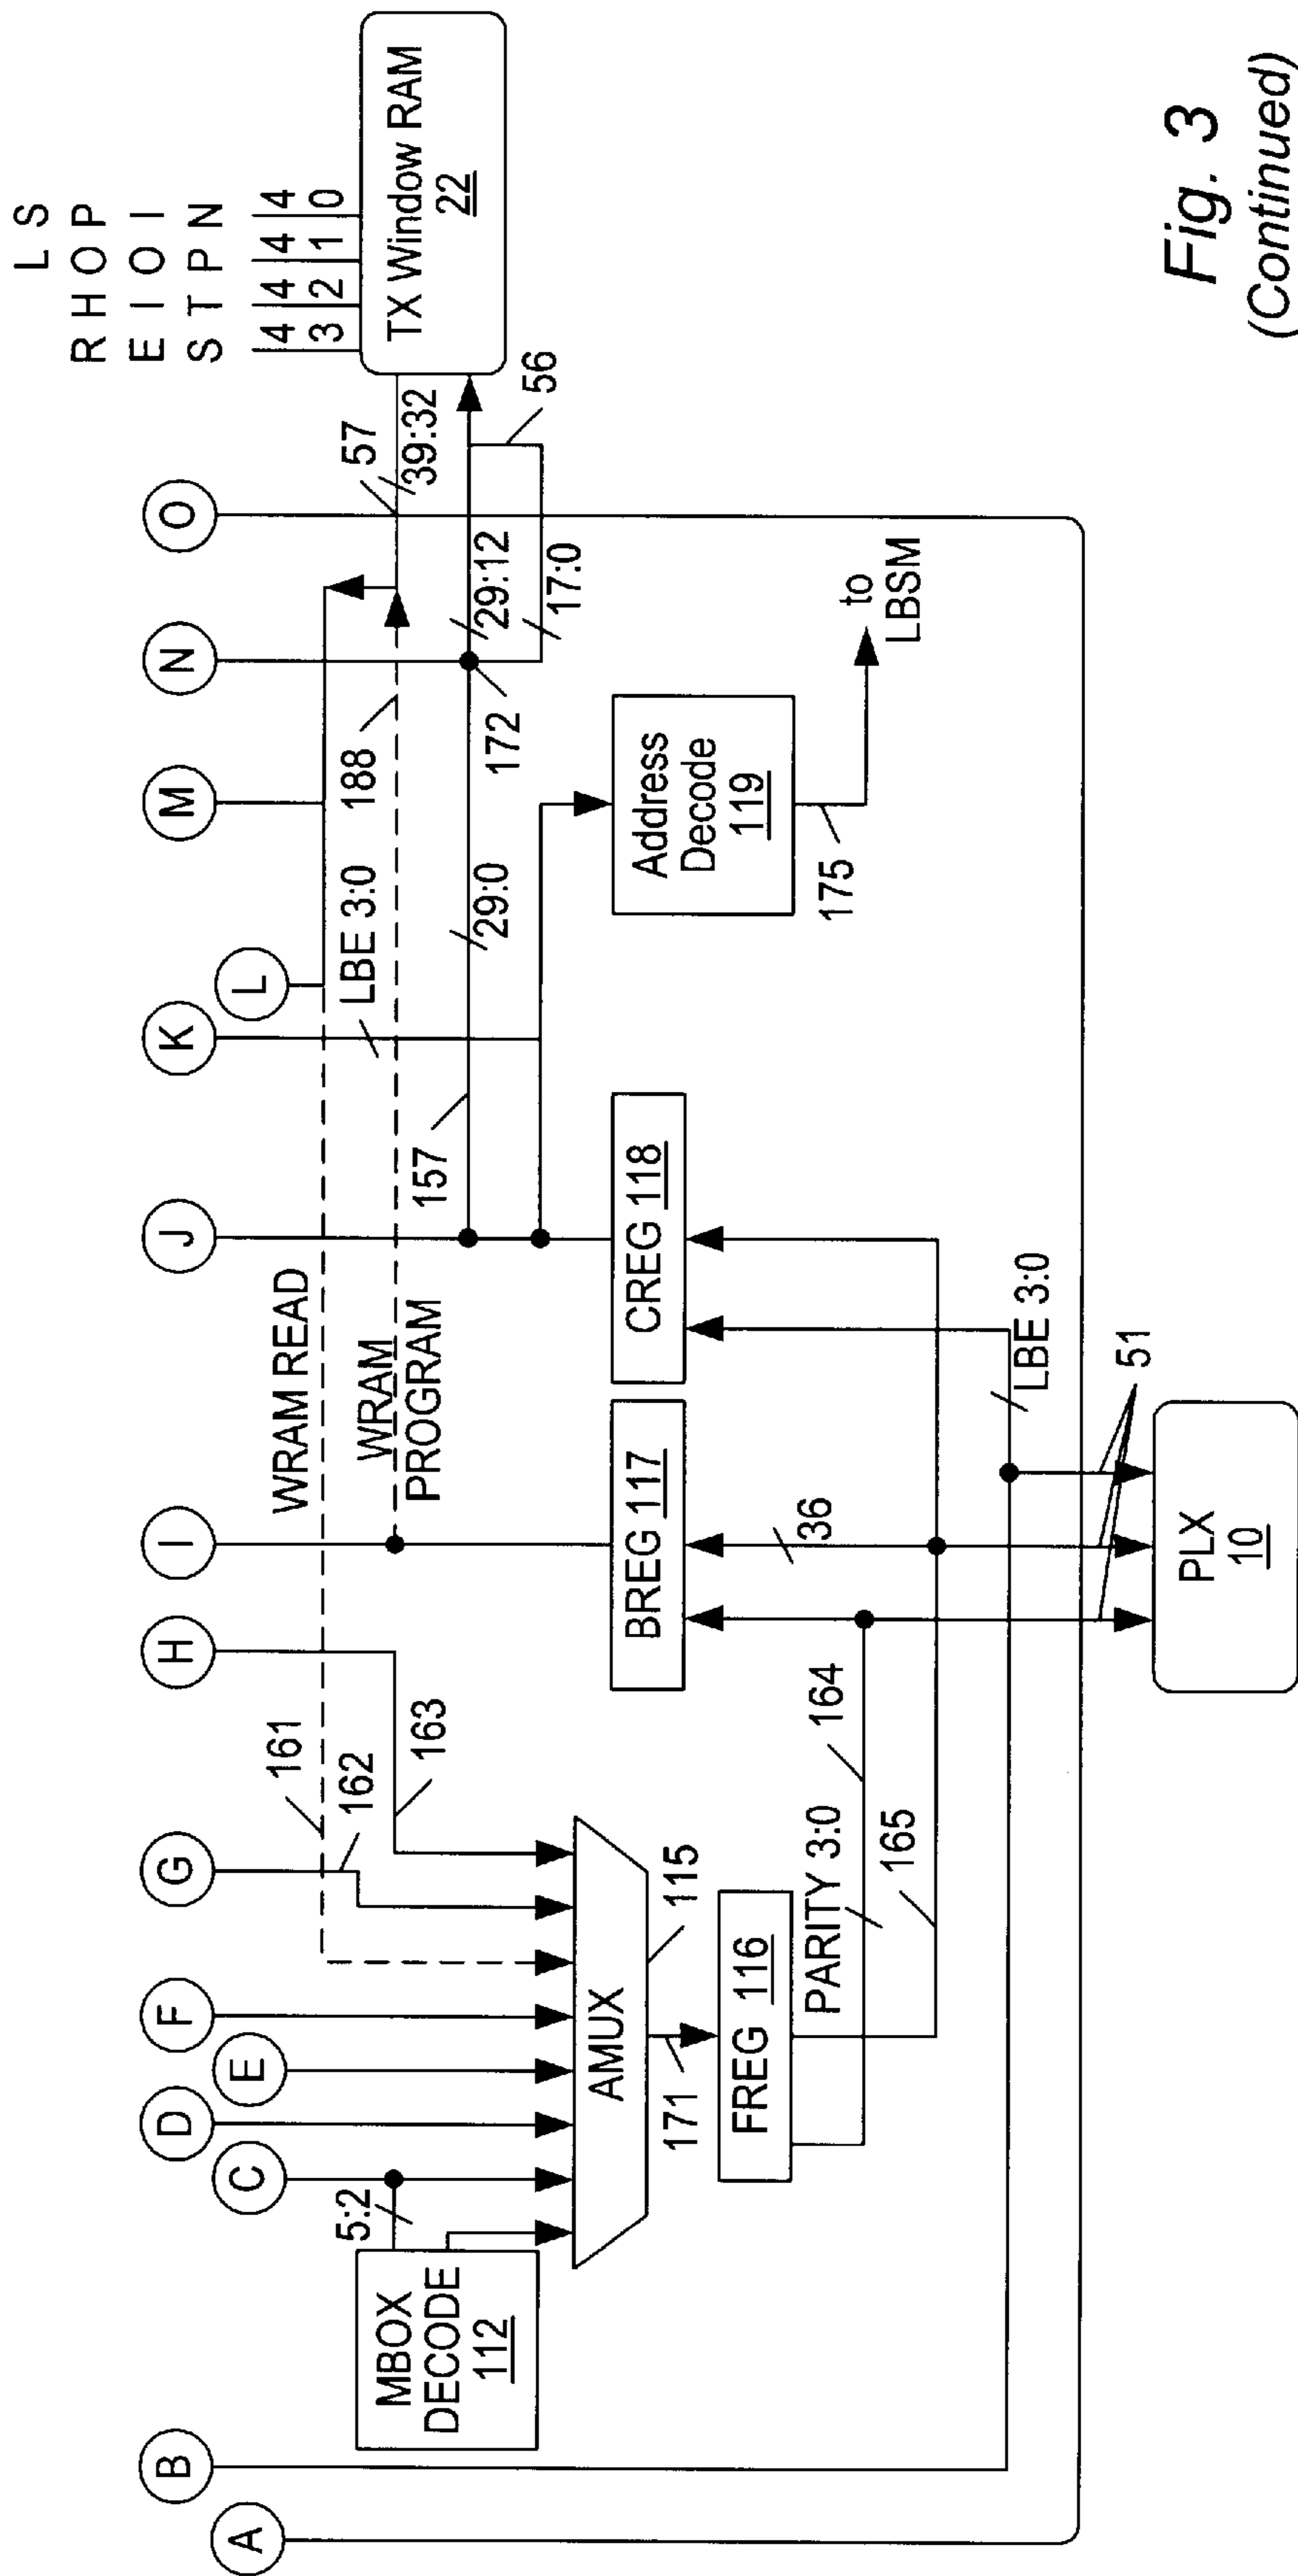 A
B
C
D
E
F
G
H
I
J
K
L
M
N
O
L S
R H O P
E I O I
S T P N
4 4 4 4
3 2 1 0
TX Window RAM
22
57
39:32
56
29:12
17:0
172
188
LBE 3:0
29:0
157
WRAM READ
WRAM
PROGRAM
161
162
163
5:2
MBOX
DECODE
112
AMUX
115
171
FREG 116
PARITY 3:0
164
165
BREG 117
36
CREG 118
Address
Decode
119
175
to
LBSM
LBE 3:0
51
PLX
10
Fig. 3
(Continued)